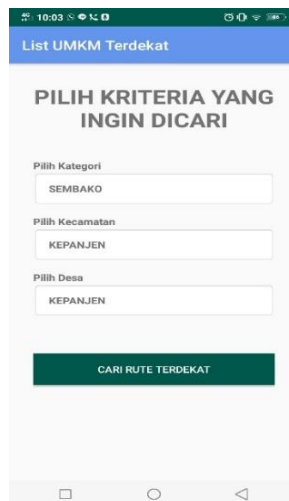 10:03
List UMKM Terdekat
PILIH KRITERIA YANG
INGIN DICARI
Pilih Kategori
SEMBAKO
Pilih Kecamatan
KEPANJEN
Pilih Desa
KEPANJEN
CARI RUTE TERDEKAT